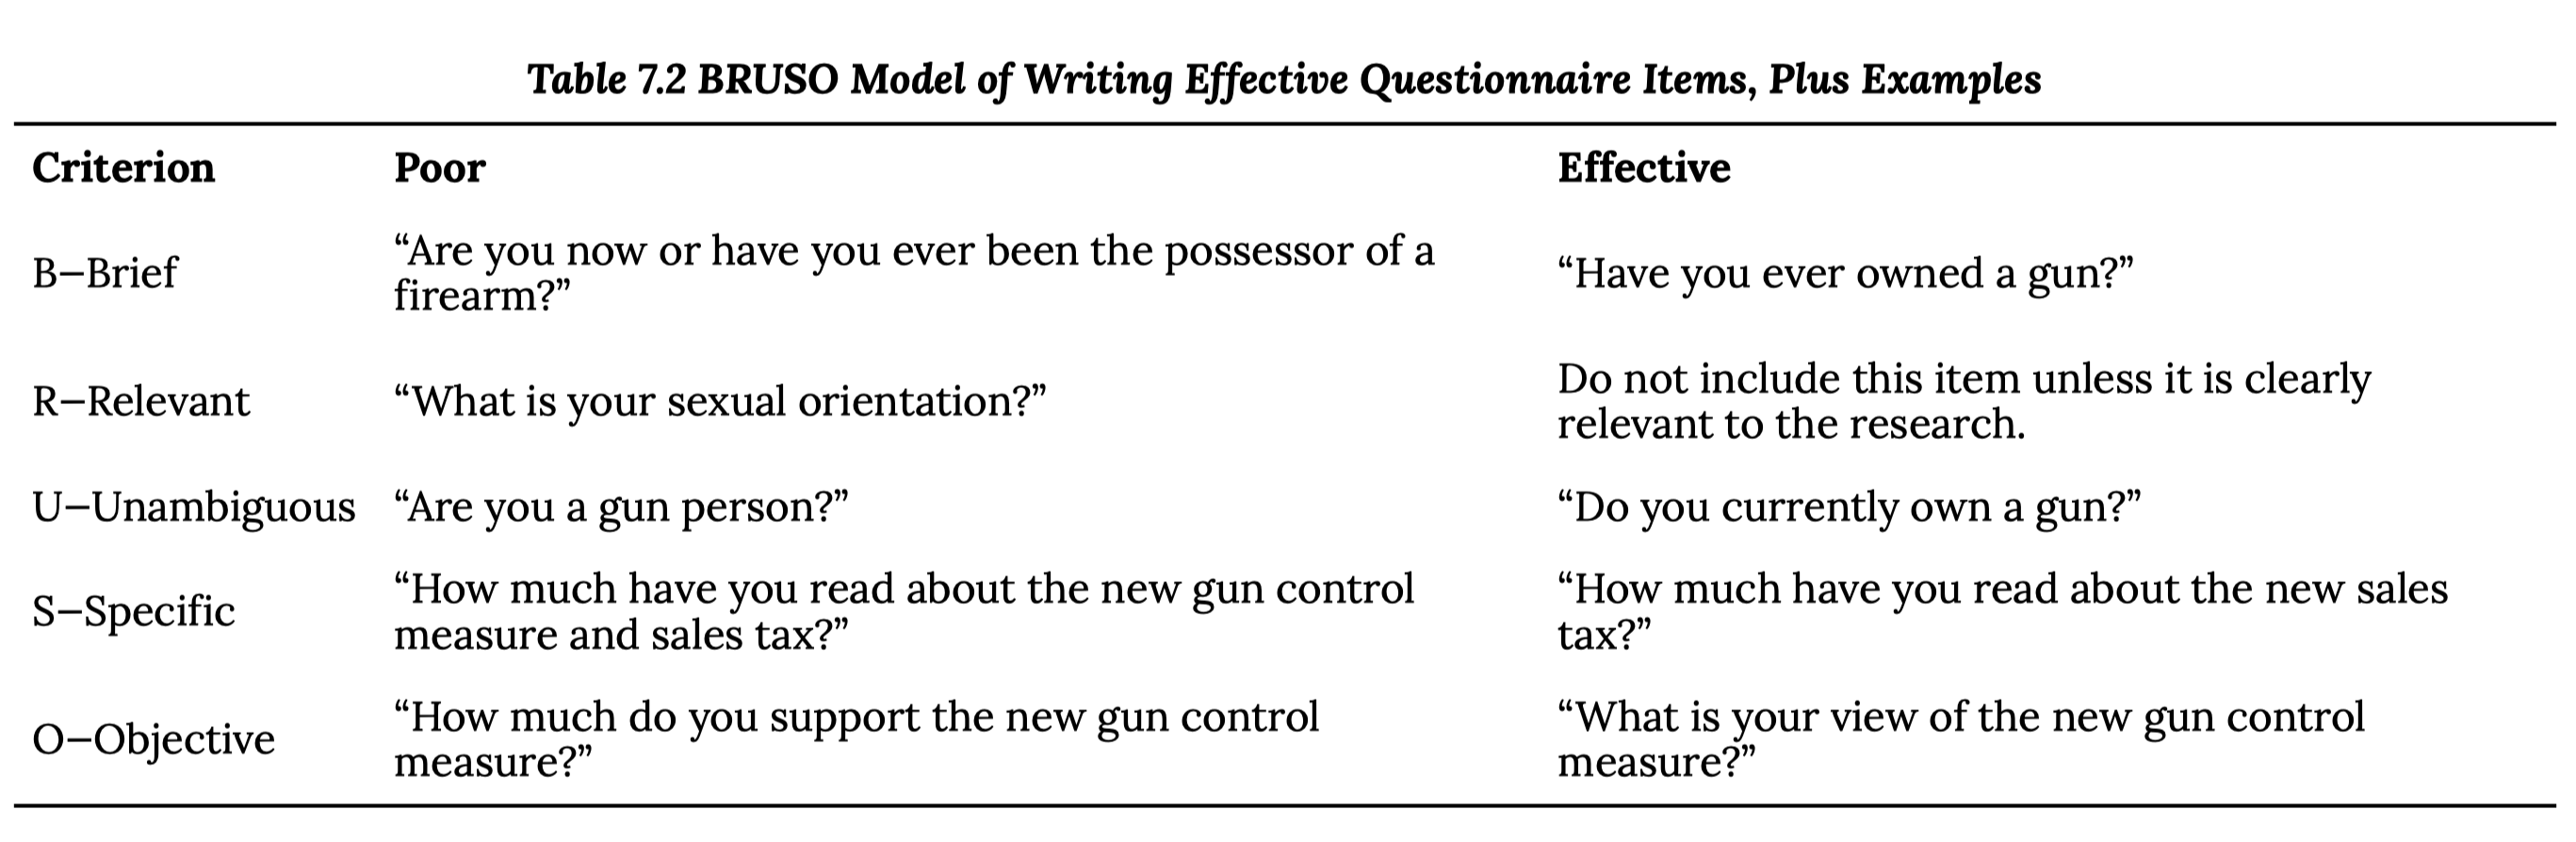 Table 7.2 BRUSO Model of Writing Effective Questionnaire Items, Plus Examples
Criterion Poor Effective
B—Brief “Are you now or have you ever been the possessor of a
firearm?” “Have you ever owned a gun?”
R—Relevant “What is your sexual orientation?” Do not include this item unless it is clearly
relevant to the research.
U—Unambiguous “Are you a gun person?” “Do you currently own a gun?”
S—Specific “How much have you read about the new gun control
measure and sales tax?” “How much have you read about the new sales
tax?”
O—Objective “How much do you support the new gun control
measure?” “What is your view of the new gun control
measure?”